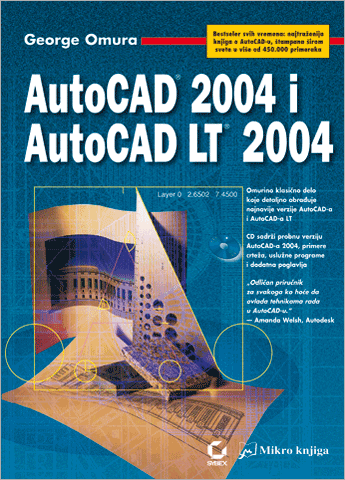 George Omura
Bestseler svih vremena: najtraženija
knjiga o AutoCAD-u, štampana širom
sveta u više od 450.000 primeraka
AutoCAD® 2004 i
AutoCAD LT® 2004
Layer 0 2.6502 7.4500
Omurino klasično delo
koje detaljno obrađuje
najnovije verzije AutoCAD-a
i AutoCAD-a LT
CD sadrži probnu verziju
AutoCAD-a 2004, primere
crteža, uslužne programe
i dodatna poglavlja
„Odličan priručnik
za svakoga ko hoće da
ovlada tehnikama rada
u AutoCAD-u.”
— Amanda Welsh, Autodesk
SYBEX
Mikro knjiga